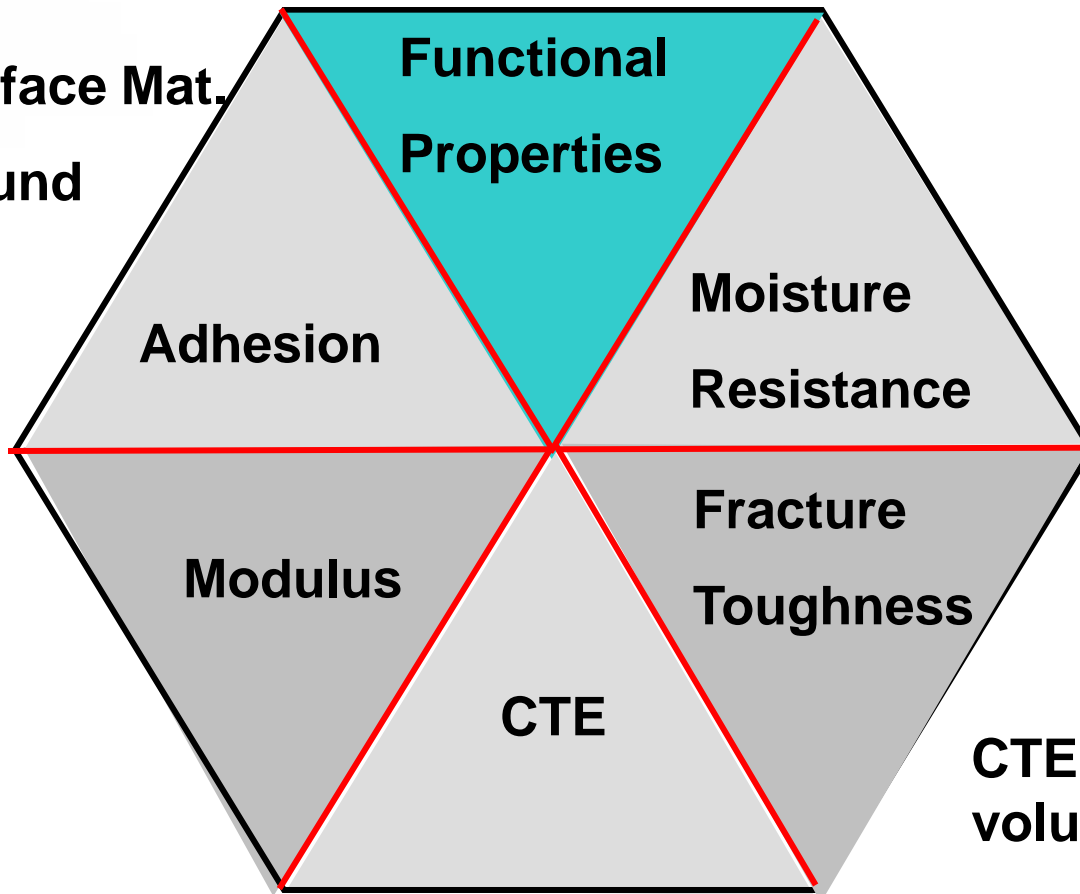 Functional
face Mat.
Properties
und
Moisture
Adhesion
Resistance
Fracture
Modulus
Toughness
CTE
CTE
volu